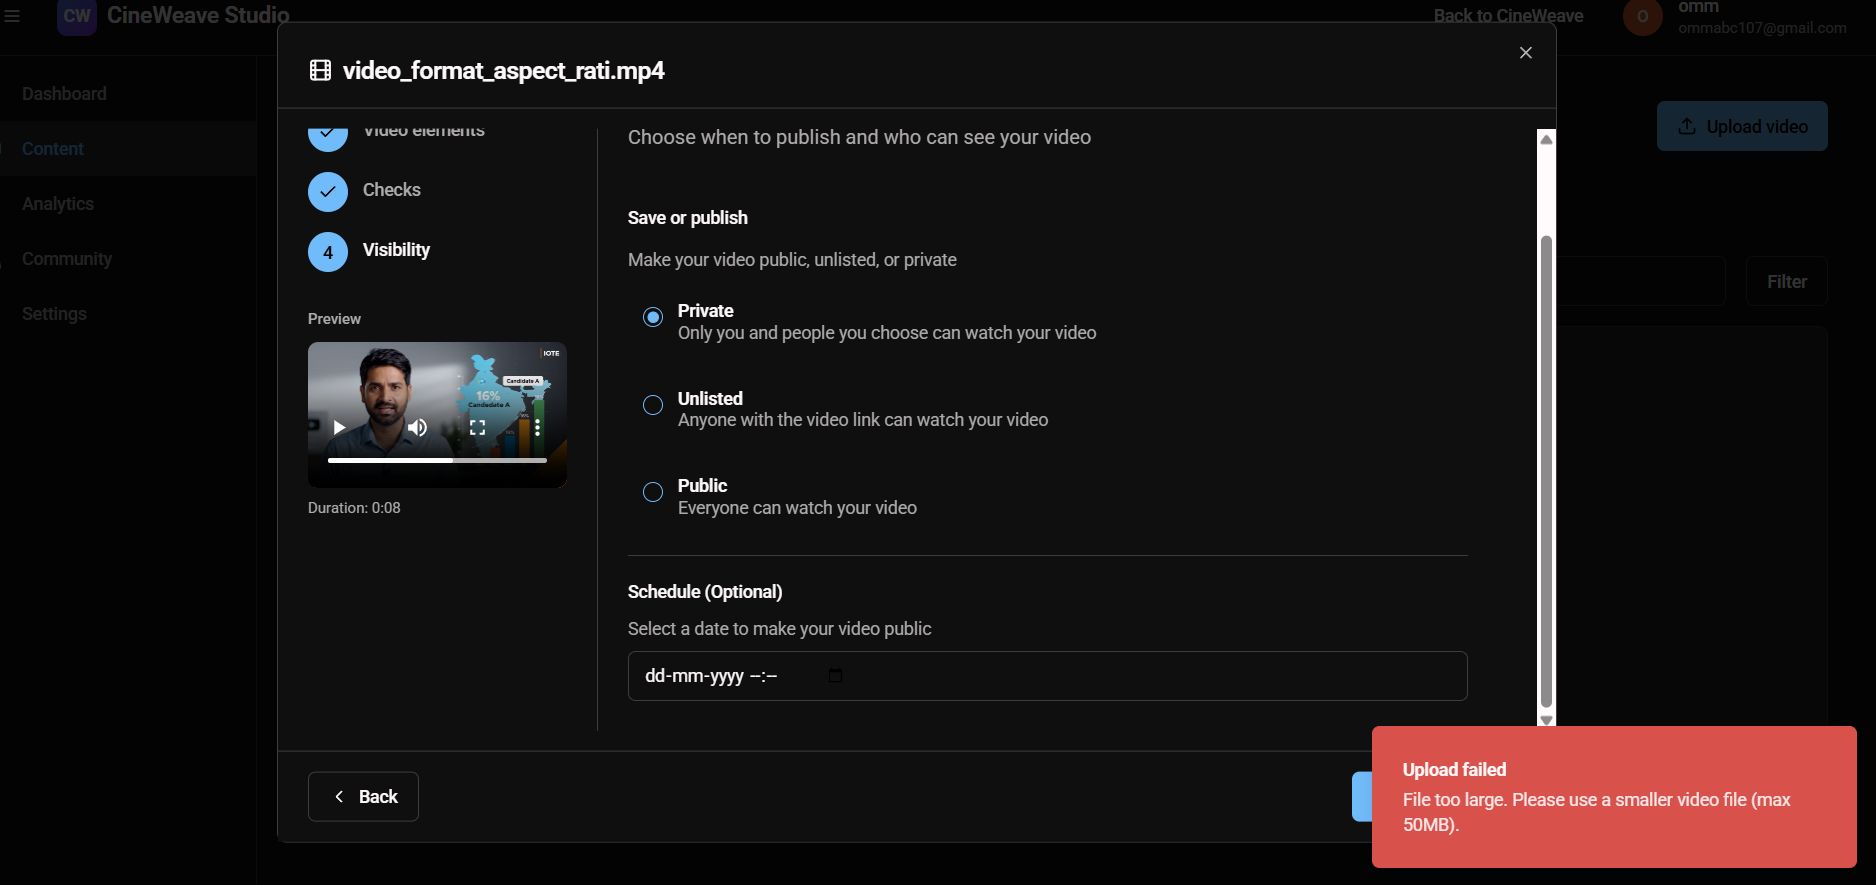 CW CineWeave Studio
Back to CineWeave
O
omm
ommabc107@gmail.com
Dashboard
Content
Analytics
Community
Settings
Upload video
Filter
video_format_aspect_rati.mp4
Video elements
Checks
4 Visibility
Preview
IOTE
Candidate A
16%
Candedate A
Duration: 0:08
Choose when to publish and who can see your video
Save or publish
Make your video public, unlisted, or private
Private
Only you and people you choose can watch your video
Unlisted
Anyone with the video link can watch your video
Public
Everyone can watch your video
Schedule (Optional)
Select a date to make your video public
dd-mm-yyyy --:--
Back
Upload failed
File too large. Please use a smaller video file (max
50MB).